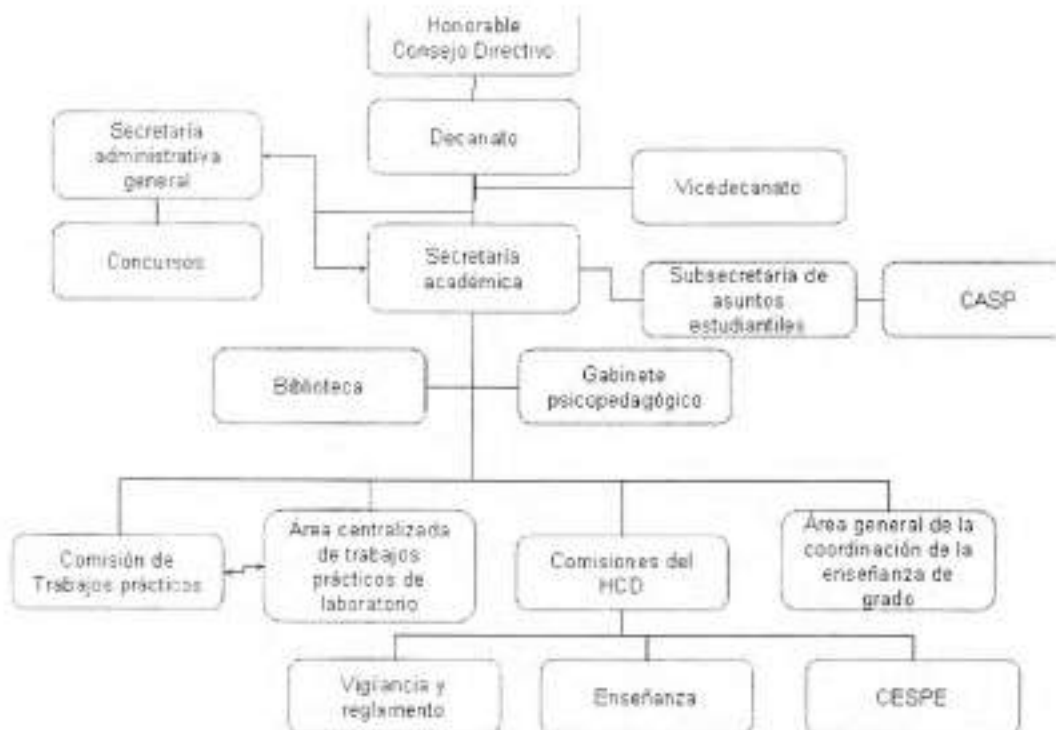 Honorable
Consejo Directivo
Decanato
Secretaría
administrativa
general
Vicedecanato
Concursos
Secretaría
académica
Subsecretaría de
asuntos
estudiantiles
CASP
Biblioteca
Gabinete
psicopedagógico
Comisión de
Trabajos prácticos
Área centralizada
de trabajos
prácticos de
laboratorio
Comisiones del
HCD
Área general de la
coordinación de la
enseñanza de
grado
Vigilancia y
reglamento
Enseñanza
CESPE